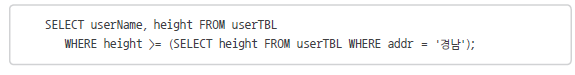 SELECT userName, height FROM userTBL
WHERE height >= (SELECT height FROM userTBL WHERE addr = '경남');